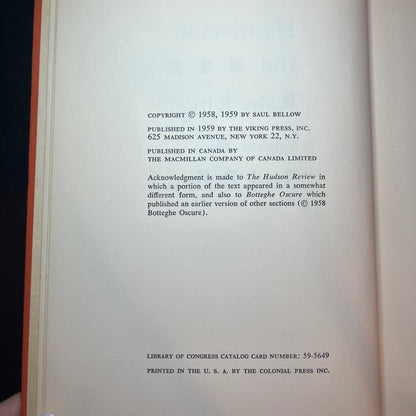 COPYRIGHT © 1958, 1959 BY SAUL BELLOW
PUBLISHED IN 1959 BY THE VIKING PRESS, INC.
625 MADISON AVENUE, NEW YORK 22, N.Y.
PUBLISHED IN CANADA BY
THE MACMILLAN COMPANY OF CANADA LIMITED
Acknowledgment is made to The Hudson Review in
which a portion of the text appeared in a somewhat
different form, and also to Botteghe Oscure which
published an earlier version of other sections (© 1958
Botteghe Oscure).
LIBRARY OF CONGRESS CATALOG CARD NUMBER: 59-5649
PRINTED IN THE U. S. A. BY THE COLONIAL PRESS INC.